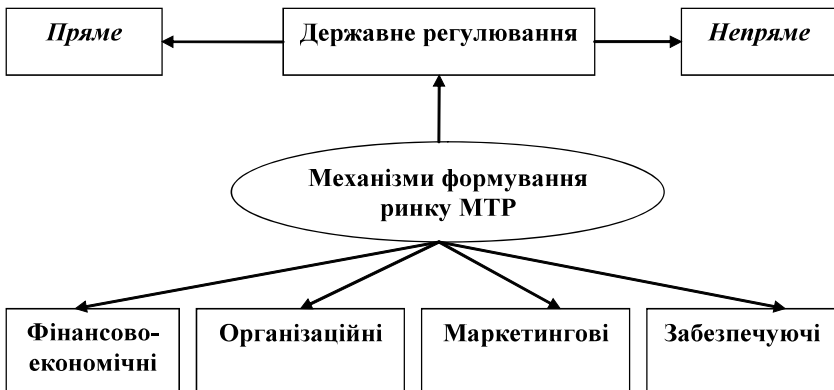 Пряме
Державне регулювання
Непряме
Механізми формування
ринку МТР
Фінансово-
економічні
Організаційні
Маркетингові
Забезпечуючі